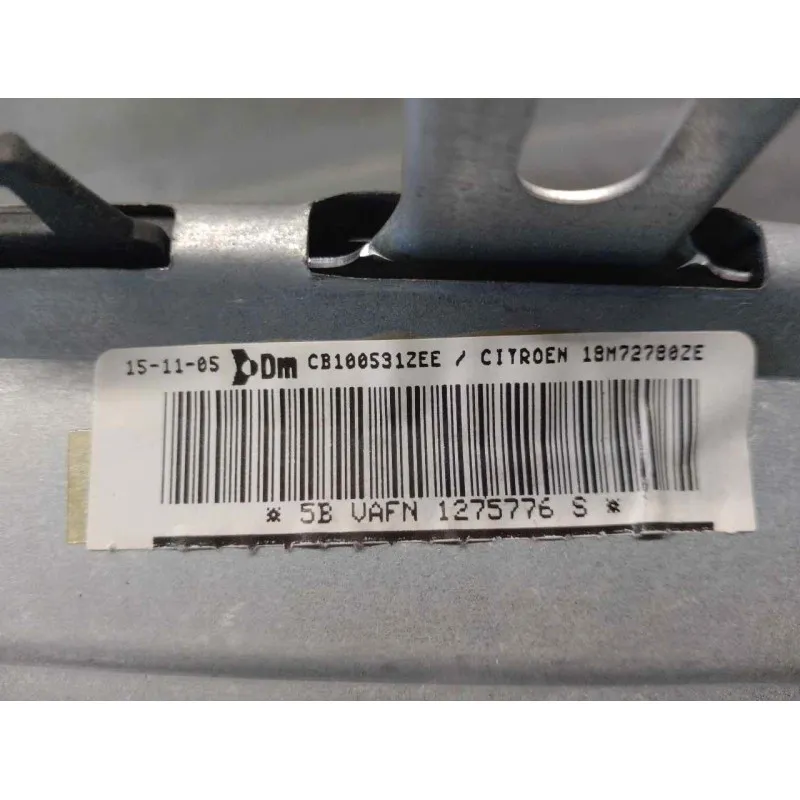 15-11-05 Dm CB100531ZEE / CITROEN 18M72780ZE
* 5B VAFN 1275776 S *